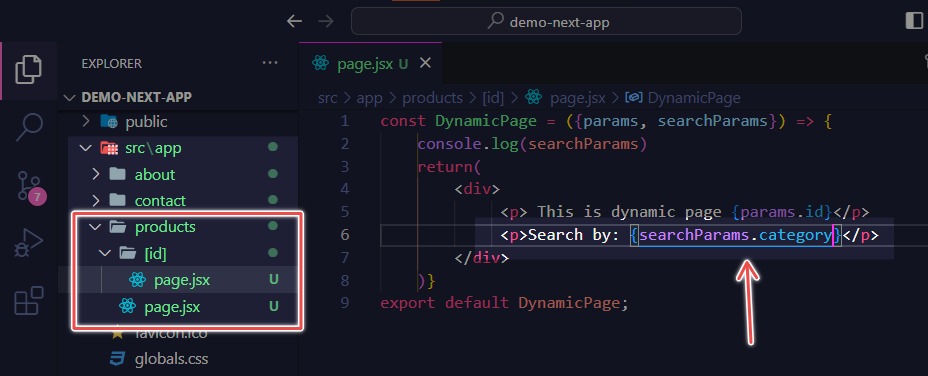 demo-next-app
EXPLORER ...
page.jsx U
DEMO-NEXT-APP
src > app > products > [id] > page.jsx > DynamicPage
public
src\app
about
contact
products
[id]
page.jsx U
page.jsx U
favicon.ico
globals.css
7
1 const DynamicPage = ({params, searchParams}) => {
2 console.log(searchParams)
3 return(
4 <div>
5 <p> This is dynamic page {params.id}</p>
6 <p>Search by: {searchParams.category}</p>
7 </div>
8 )}
9 export default DynamicPage;